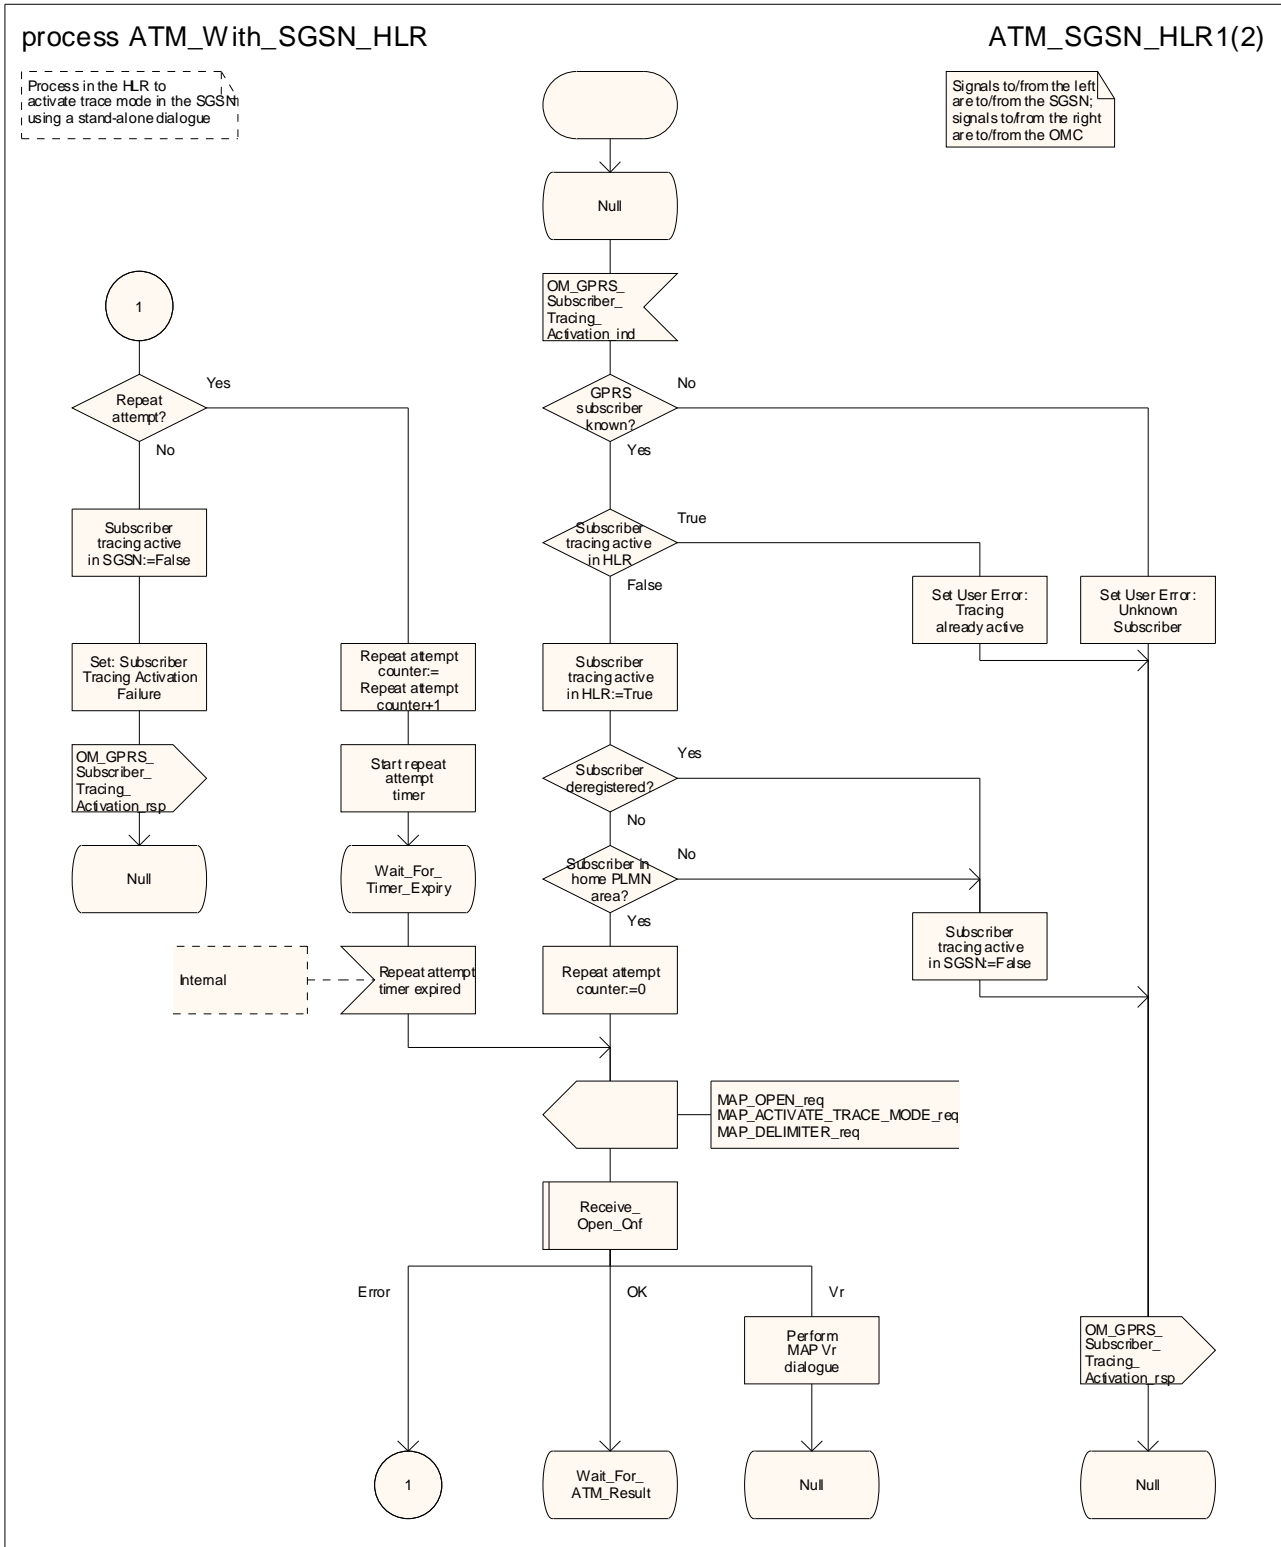 process ATM_With_SGSN_HLR
ATM_SGSN_HLR1(2)
Process in the HLR to
activate trace mode in the SGSN
using a stand-alone dialogue
Signals to/from the left
are to/from the SGSN;
signals to/from the right
are to/from the OMC
Null
OM_GPRS_
Subscriber_
Tracing_
Activation_ind
1
Repeat
attempt?
Yes
No
GPRS
subscriber
known?
No
Yes
Subscriber
tracing active
in SGSN:=False
Subscriber
tracing active
in HLR
True
False
Set User Error:
Tracing
already active
Set User Error:
Unknown
Subscriber
Set: Subscriber
Tracing Activation
Failure
Repeat attempt
counter:=
Repeat attempt
counter+1
Subscriber
tracing active
in HLR:=True
OM_GPRS_
Subscriber_
Tracing_
Activation_rsp
Start repeat
attempt
timer
Subscriber
deregistered?
Yes
No
Null
Wait_For_
Timer_Expiry
Subscriber in
home PLMN
area?
No
Yes
Subscriber
tracing active
in SGSN:=False
Internal
Repeat attempt
timer expired
Repeat attempt
counter:=0
MAP_OPEN_req
MAP_ACTIVATE_TRACE_MODE_req
MAP_DELIMITER_req
Receive_
Open_Cnf
Error
OK
Vr
Perform
MAP Vr
dialogue
OM_GPRS_
Subscriber_
Tracing_
Activation_rsp
1
Wait_For_
ATM_Result
Null
Null